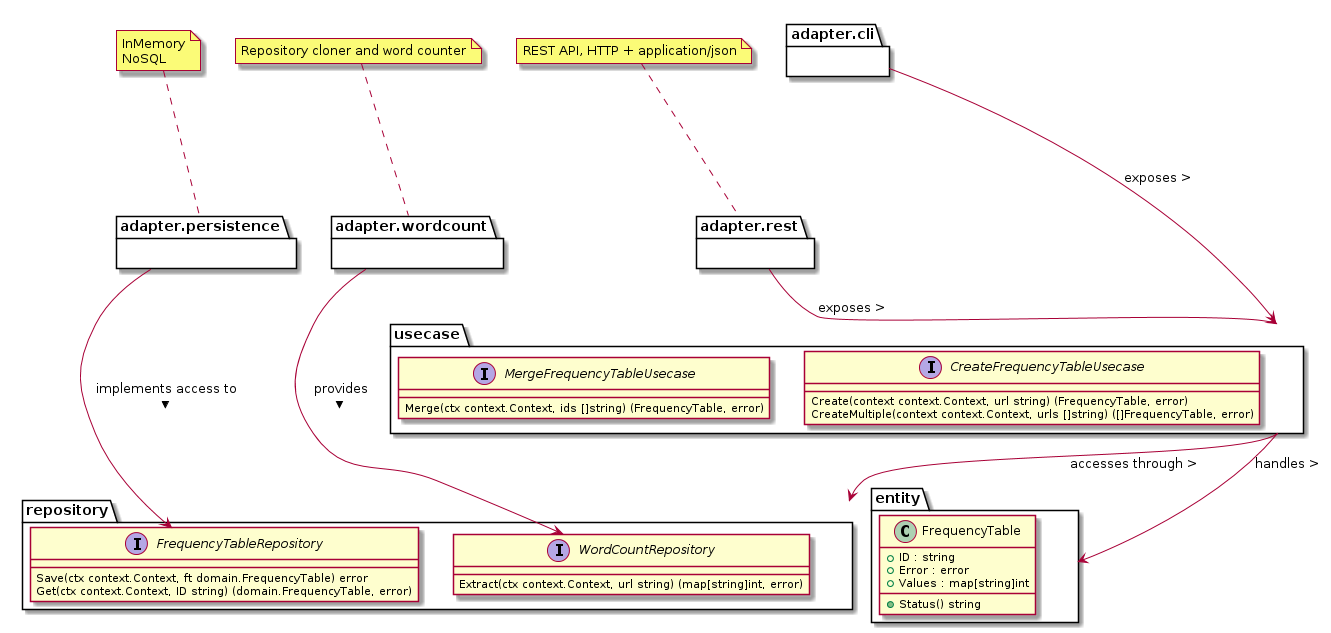 InMemory
NoSQL
Repository cloner and word counter
REST API, HTTP + application/json
adapter.cli
exposes >
adapter.persistence
adapter.wordcount
adapter.rest
exposes >
usecase
I MergeFrequencyTableUsecase
Merge(ctx context.Context, ids []string) (FrequencyTable, error)
I CreateFrequencyTableUsecase
Create(context context.Context, url string) (FrequencyTable, error)
CreateMultiple(context context.Context, urls []string) ([]FrequencyTable, error)
implements access to
▼
provides
▼
accesses through >
handles >
repository
I FrequencyTableRepository
Save(ctx context.Context, ft domain.FrequencyTable) error
Get(ctx context.Context, ID string) (domain.FrequencyTable, error)
I WordCountRepository
Extract(ctx context.Context, url string) (map[string]int, error)
entity
C FrequencyTable
ID : string
Error : error
Values : map[string]int
Status() string